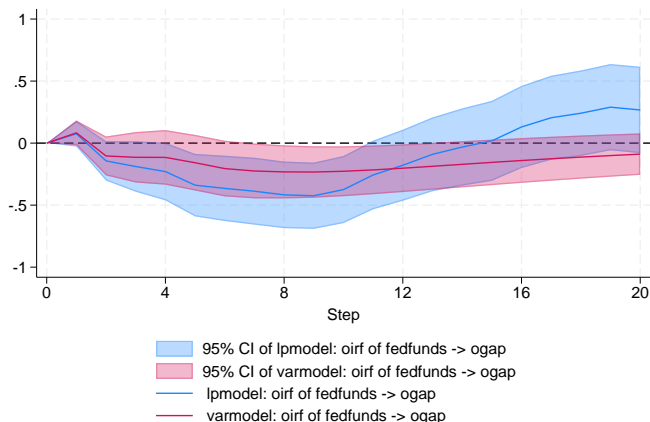 1
.5
0
-.5
-1
0 4 8 12 16 20
Step
95% CI of lpmodel: oirf of fedfunds -> ogap
95% CI of varmodel: oirf of fedfunds -> ogap
lpmodel: oirf of fedfunds -> ogap
varmodel: oirf of fedfunds -> ogap